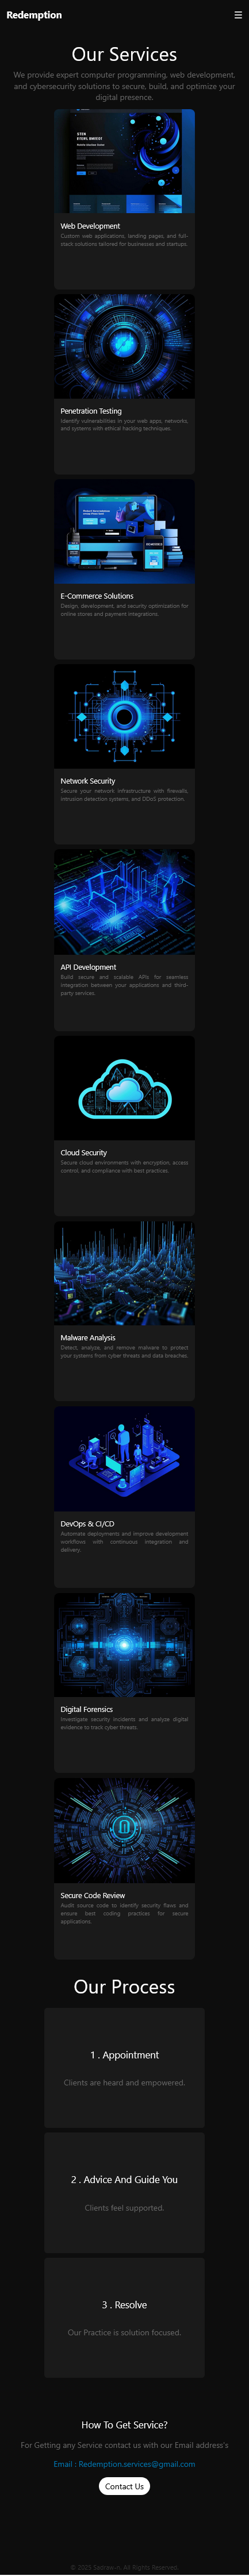 Redemption
Our Services
We provide expert computer programming, web development,
and cybersecurity solutions to secure, build, and optimize your
digital presence.
Web Development
Custom web applications, landing pages, and full-
stack solutions tailored for businesses and startups.
Penetration Testing
Identify vulnerabilities in your web apps, networks,
and systems with ethical hacking techniques.
E-Commerce Solutions
Design, development, and security optimization for
online stores and payment integrations.
Network Security
Secure your network infrastructure with firewalls,
intrusion detection systems, and DDoS protection.
API Development
Build secure and scalable APIs for seamless
integration between your applications and third-
party services.
Cloud Security
Secure cloud environments with encryption, access
control, and compliance with best practices.
Malware Analysis
Detect, analyze, and remove malware to protect
your systems from cyber threats and data breaches.
DevOps & CI/CD
Automate deployments and improve development
workflows with continuous integration and
delivery.
Digital Forensics
Investigate security incidents and analyze digital
evidence to track cyber threats.
Secure Code Review
Audit source code to identify security flaws and
ensure best coding practices for secure
applications.
Our Process
1 . Appointment
Clients are heard and empowered.
2 . Advice And Guide You
Clients feel supported.
3 . Resolve
Our Practice is solution focused.
How To Get Service?
For Getting any Service contact us with our Email address's
Email : Redemption.services@gmail.com
Contact Us
All Rights Reserved.